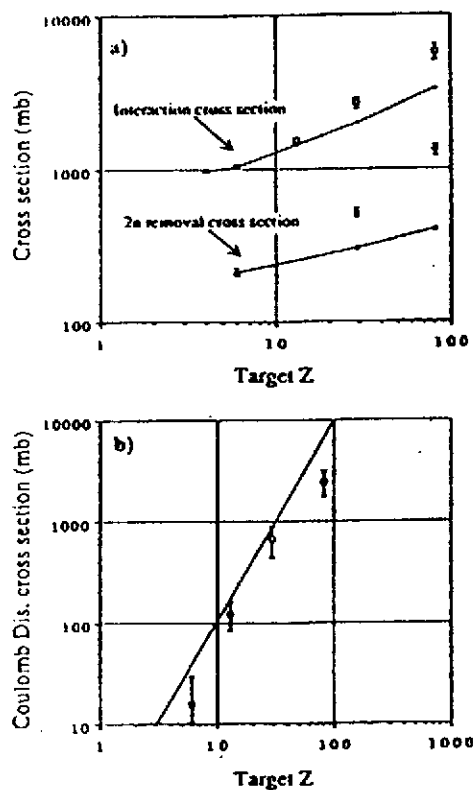 10000
a)
Interaction cross section
1000
2n removal cross section
100
1
10
100
Target Z
Cross section (mb)
10000
b)
1000
100
10
1
10
100
1000
Target Z
Coulomb Dis. cross section (mb)